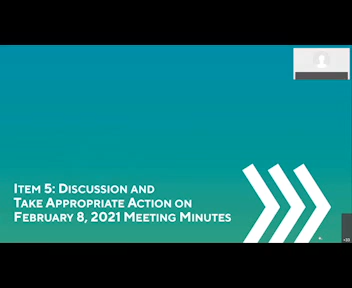 Item 5: Discussion and
Take Appropriate Action on
February 8, 2021 Meeting Minutes